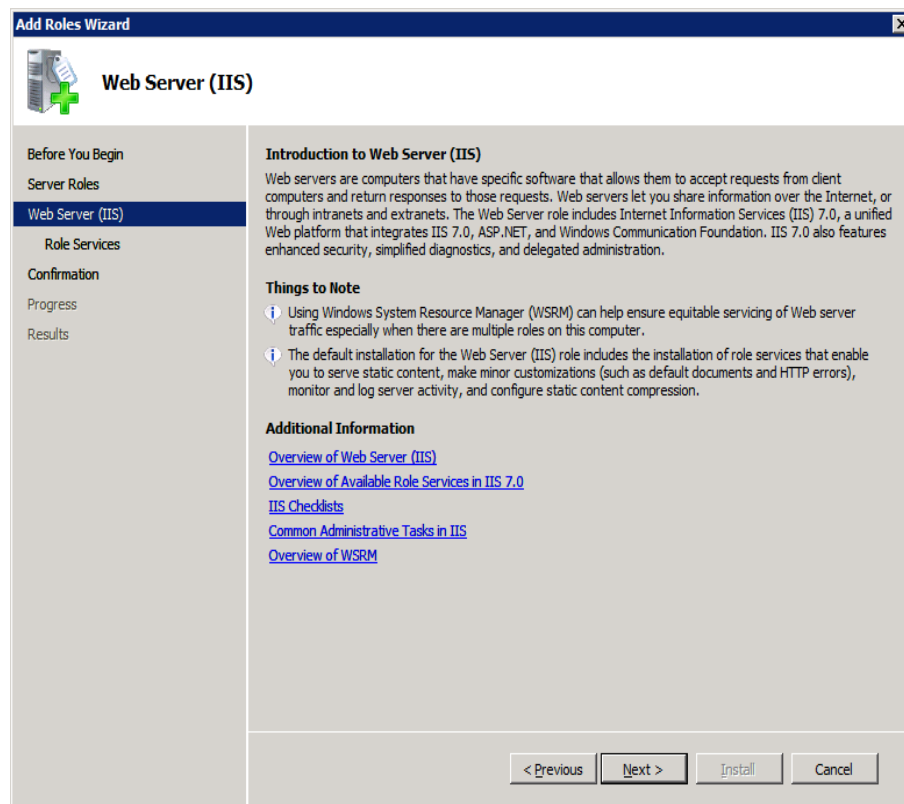 Add Roles Wizard
Web Server (IIS)
Before You Begin
Server Roles
Web Server (IIS)
Role Services
Confirmation
Progress
Results
Introduction to Web Server (IIS)
Web servers are computers that have specific software that allows them to accept requests from client
computers and return responses to those requests. Web servers let you share information over the Internet, or
through intranets and extranets. The Web Server role includes Internet Information Services (IIS) 7.0, a unified
Web platform that integrates IIS 7.0, ASP.NET, and Windows Communication Foundation. IIS 7.0 also features
enhanced security, simplified diagnostics, and delegated administration.
Things to Note
Using Windows System Resource Manager (WSRM) can help ensure equitable servicing of Web server
traffic especially when there are multiple roles on this computer.
The default installation for the Web Server (IIS) role includes the installation of role services that enable
you to serve static content, make minor customizations (such as default documents and HTTP errors),
monitor and log server activity, and configure static content compression.
Additional Information
Overview of Web Server (IIS)
Overview of Available Role Services in IIS 7.0
IIS Checklists
Common Administrative Tasks in IIS
Overview of WSRM
< Previous Next > Install Cancel